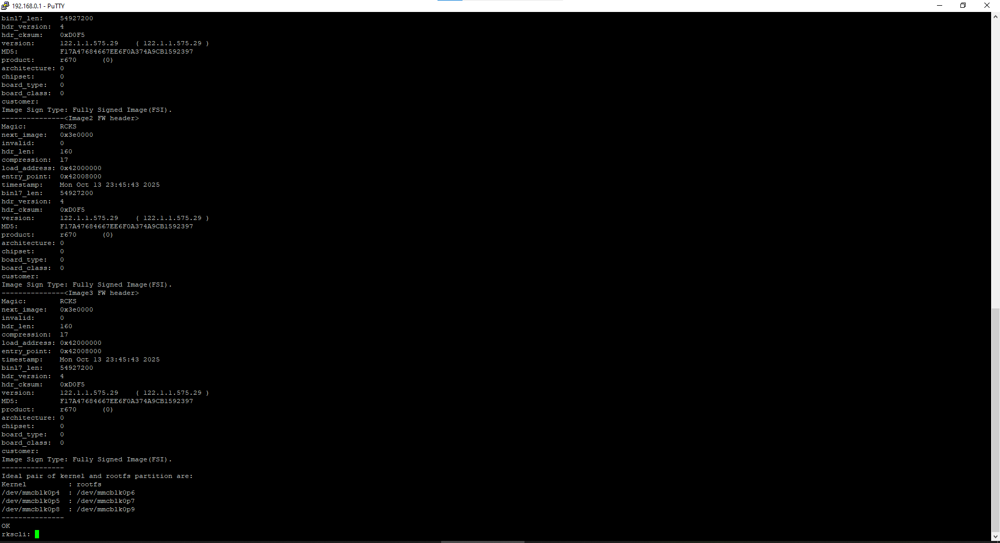 192.168.0.1 - PuTTY
bin17_len:    54927200
hdr_version:  4
hdr_cksum:    0xD0F5
version:      122.1.1.575.29    ( 122.1.1.575.29 )
MD5:          F17A47684667EE6F0A374A9CB1592397
product:      r670      (0)
architecture: 0
chipset:      0
board_type:   0
board_class:  0
customer:
Image Sign Type: Fully Signed Image(FSI).
---------------<Image2 FW header>
Magic:        RCKS
next_image:   0x3e0000
invalid:      0
hdr_len:      160
compression:  17
load_address: 0x42000000
entry_point:  0x42008000
timestamp:    Mon Oct 13 23:45:43 2025
bin17_len:    54927200
hdr_version:  4
hdr_cksum:    0xD0F5
version:      122.1.1.575.29    ( 122.1.1.575.29 )
MD5:          F17A47684667EE6F0A374A9CB1592397
product:      r670      (0)
architecture: 0
chipset:      0
board_type:   0
board_class:  0
customer:
Image Sign Type: Fully Signed Image(FSI).
---------------<Image3 FW header>
Magic:        RCKS
next_image:   0x3e0000
invalid:      0
hdr_len:      160
compression:  17
load_address: 0x42000000
entry_point:  0x42008000
timestamp:    Mon Oct 13 23:45:43 2025
bin17_len:    54927200
hdr_version:  4
hdr_cksum:    0xD0F5
version:      122.1.1.575.29    ( 122.1.1.575.29 )
MD5:          F17A47684667EE6F0A374A9CB1592397
product:      r670      (0)
architecture: 0
chipset:      0
board_type:   0
board_class:  0
customer:
Image Sign Type: Fully Signed Image(FSI).
---------------
Ideal pair of kernel and rootfs partition are:
Kernel          : rootfs
/dev/mmcblk0p4  : /dev/mmcblk0p6
/dev/mmcblk0p5  : /dev/mmcblk0p7
/dev/mmcblk0p8  : /dev/mmcblk0p9
---------------
OK
rkscli: